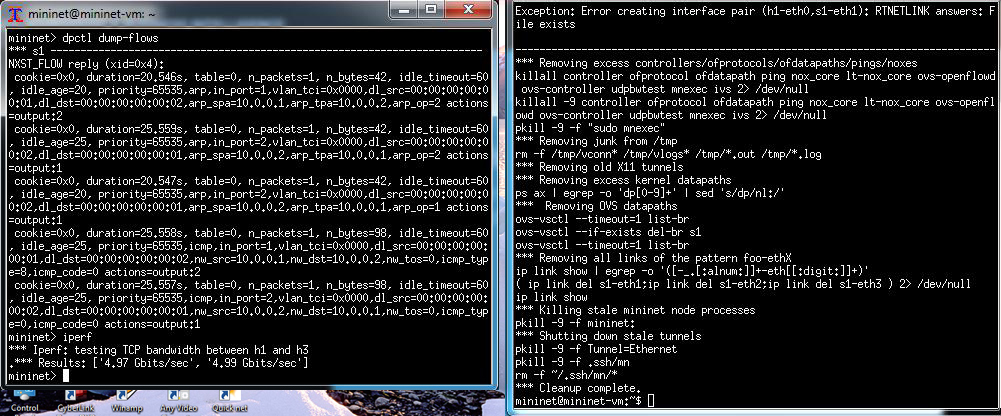 mininet@mininet-vm: ~
mininet> dpctl dump-flows
*** s1 ------------------------------------------------------------------------
NXST_FLOW reply (xid=0x4):
 cookie=0x0, duration=20.546s, table=0, n_packets=1, n_bytes=42, idle_timeout=60
, idle_age=20, priority=65535,arp,in_port=1,vlan_tci=0x0000,dl_src=00:00:00:00:0
0:01,dl_dst=00:00:00:00:00:02,arp_spa=10.0.0.1,arp_tpa=10.0.0.2,arp_op=2 actions
=output:2
 cookie=0x0, duration=25.559s, table=0, n_packets=1, n_bytes=42, idle_timeout=60
, idle_age=25, priority=65535,arp,in_port=2,vlan_tci=0x0000,dl_src=00:00:00:00:0
0:02,dl_dst=00:00:00:00:00:01,arp_spa=10.0.0.2,arp_tpa=10.0.0.1,arp_op=2 actions
=output:1
 cookie=0x0, duration=20.547s, table=0, n_packets=1, n_bytes=42, idle_timeout=60
, idle_age=20, priority=65535,arp,in_port=2,vlan_tci=0x0000,dl_src=00:00:00:00:0
0:02,dl_dst=00:00:00:00:00:01,arp_spa=10.0.0.2,arp_tpa=10.0.0.1,arp_op=1 actions
=output:1
 cookie=0x0, duration=25.558s, table=0, n_packets=1, n_bytes=98, idle_timeout=60
, idle_age=25, priority=65535,icmp,in_port=1,vlan_tci=0x0000,dl_src=00:00:00:00:
00:01,dl_dst=00:00:00:00:00:02,nw_src=10.0.0.1,nw_dst=10.0.0.2,nw_tos=0,icmp_typ
e=8,icmp_code=0 actions=output:2
 cookie=0x0, duration=25.557s, table=0, n_packets=1, n_bytes=98, idle_timeout=60
, idle_age=25, priority=65535,icmp,in_port=2,vlan_tci=0x0000,dl_src=00:00:00:00:
00:02,dl_dst=00:00:00:00:00:01,nw_src=10.0.0.2,nw_dst=10.0.0.1,nw_tos=0,icmp_typ
e=0,icmp_code=0 actions=output:1
mininet> iperf
*** Iperf: testing TCP bandwidth between h1 and h3
.*** Results: ['4.97 Gbits/sec', '4.99 Gbits/sec']
mininet>
Control
CyberLink
Winamp
Any Video
Quick net
Exception: Error creating interface pair (h1-eth0,s1-eth1): RTNETLINK answers: F
ile exists
--------------------------------------------------------------------------------
*** Removing excess controllers/ofprotocols/ofdatapaths/pings/noxes
killall controller ofprotocol ofdatapath ping nox_core lt-nox_core ovs-openflowd
 ovs-controller udpbwtest mnexec ivs 2> /dev/null
killall -9 controller ofprotocol ofdatapath ping nox_core lt-nox_core ovs-openfl
owd ovs-controller udpbwtest mnexec ivs 2> /dev/null
pkill -9 -f "sudo mnexec"
*** Removing junk from /tmp
rm -f /tmp/vconn* /tmp/vlogs* /tmp/*.out /tmp/*.log
*** Removing old X11 tunnels
*** Removing excess kernel datapaths
ps ax | egrep -o 'dp[0-9]+' | sed 's/dp/nl:/'
***  Removing OVS datapaths
ovs-vsctl --timeout=1 list-br
ovs-vsctl --if-exists del-br s1
ovs-vsctl --timeout=1 list-br
*** Removing all links of the pattern foo-ethX
ip link show | egrep -o '([-_.[:alnum:]]+-eth[[:digit:]]+)'
( ip link del s1-eth1;ip link del s1-eth2;ip link del s1-eth3 ) 2> /dev/null
ip link show
*** Killing stale mininet node processes
pkill -9 -f mininet:
*** Shutting down stale tunnels
pkill -9 -f Tunnel=Ethernet
pkill -9 -f .ssh/mn
rm -f ~/.ssh/mn/*
*** Cleanup complete.
mininet@mininet-vm:~$